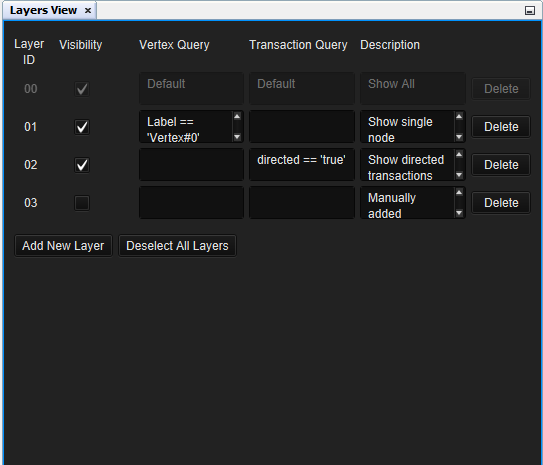 Layers View
Layer ID Visibility Vertex Query Transaction Query Description
00 Default Default Show All Delete
01 Label == 'Vertex#0' Show single node Delete
02 directed == 'true' Show directed transactions Delete
03 Manually added Delete
Add New Layer Deselect All Layers